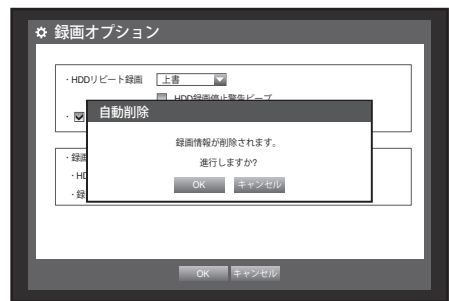 録画オプション
・HDDリピート録画 上書
HDD録画停止警告ビープ
自動削除
録画情報が削除されます。
進行しますか?
OK キャンセル
・録画
・HD
・録
OK キャンセル